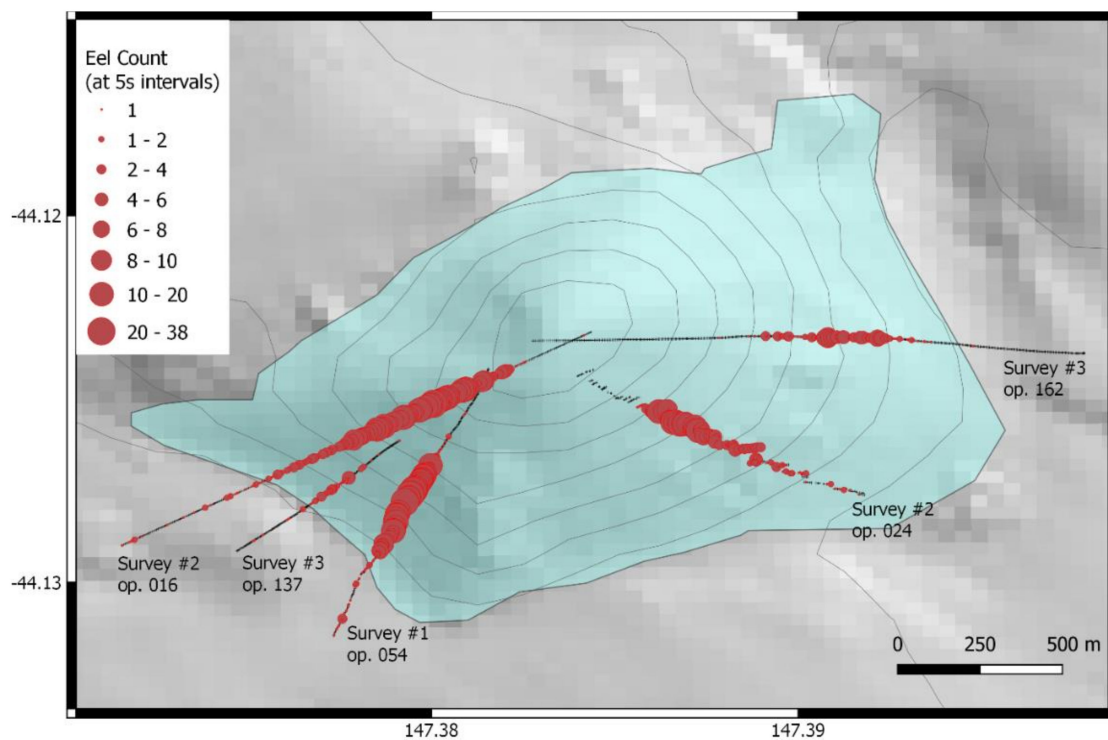 Eel Count
(at 5s intervals)
1
1 - 2
2 - 4
4 - 6
6 - 8
8 - 10
10 - 20
20 - 38
-44.12
Survey #3
op. 162
Survey #2
op. 024
Survey #2
op. 016
Survey #3
op. 137
-44.13
Survey #1
op. 054
0 250 500 m
147.38 147.39